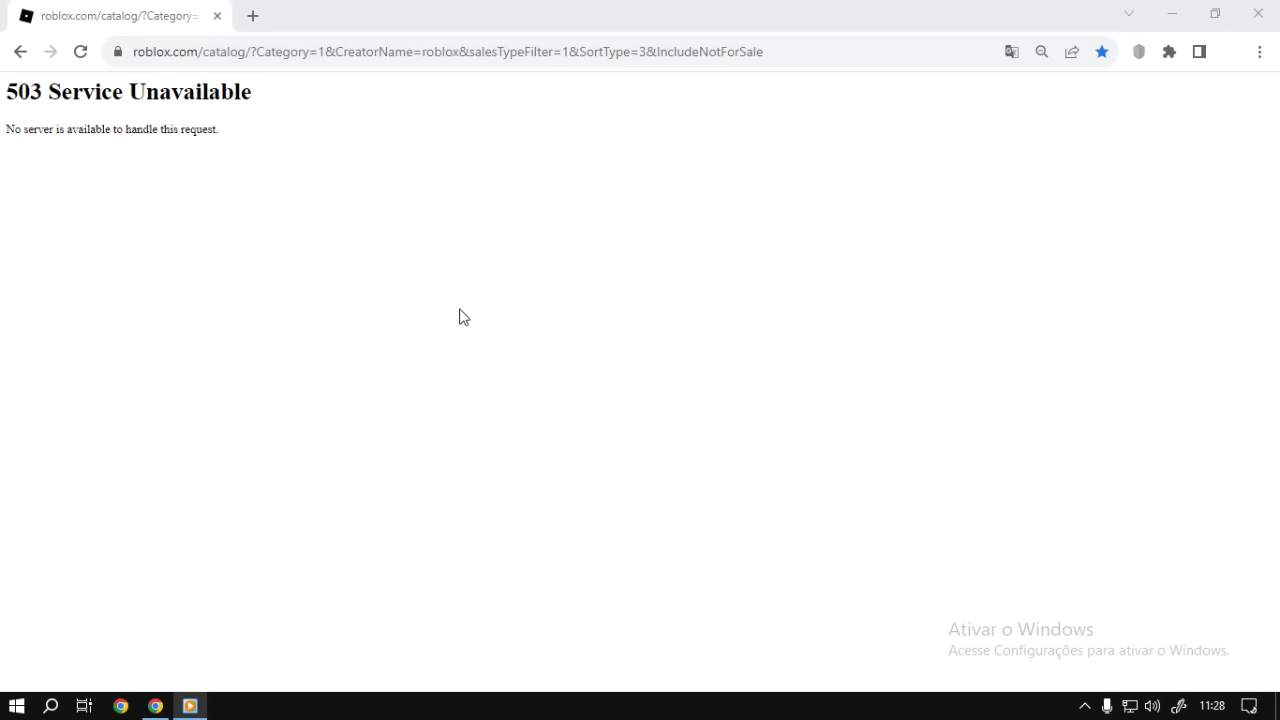 roblox.com/catalog/?Category=
roblox.com/catalog/?Category=1&CreatorName=roblox&salesTypeFilter=1&SortType=3&IncludeNotForSale
503 Service Unavailable
No server is available to handle this request.
Ativar o Windows
Acesse Configurações para ativar o Windows.
11:28